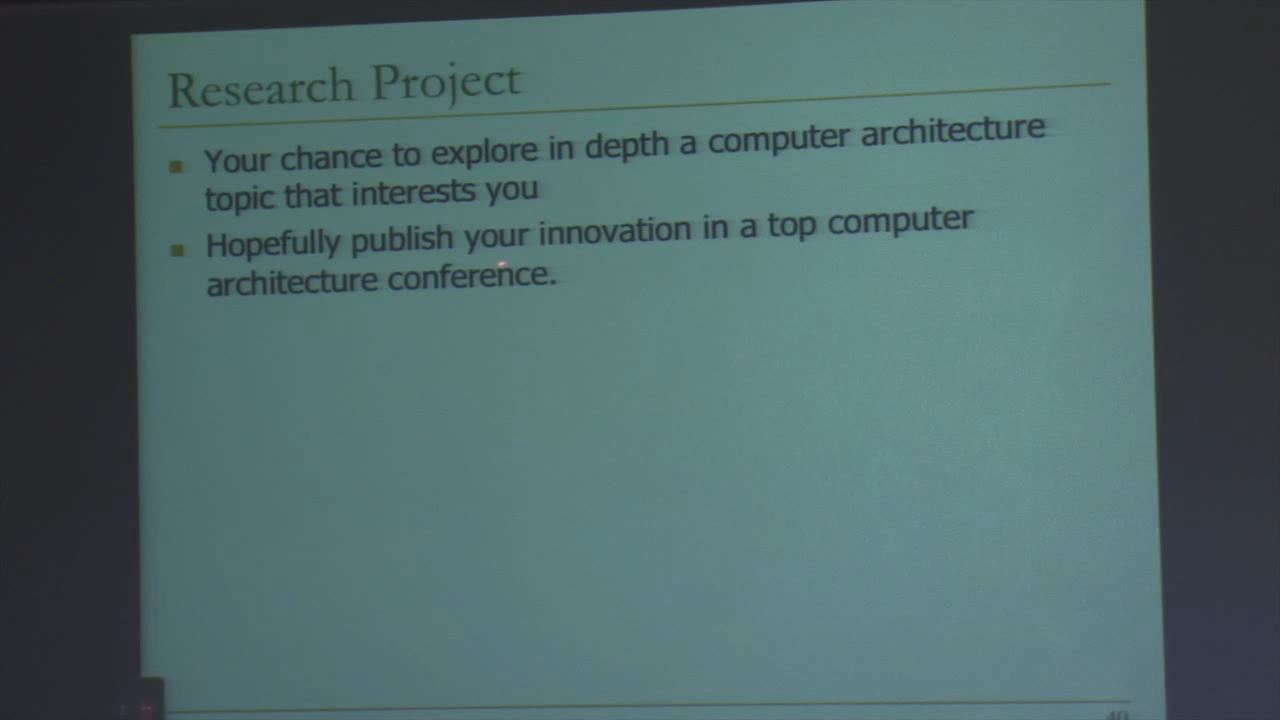 Research Project
Your chance to explore in depth a computer architecture
topic that interests you
Hopefully publish your innovation in a top computer
architecture conference.